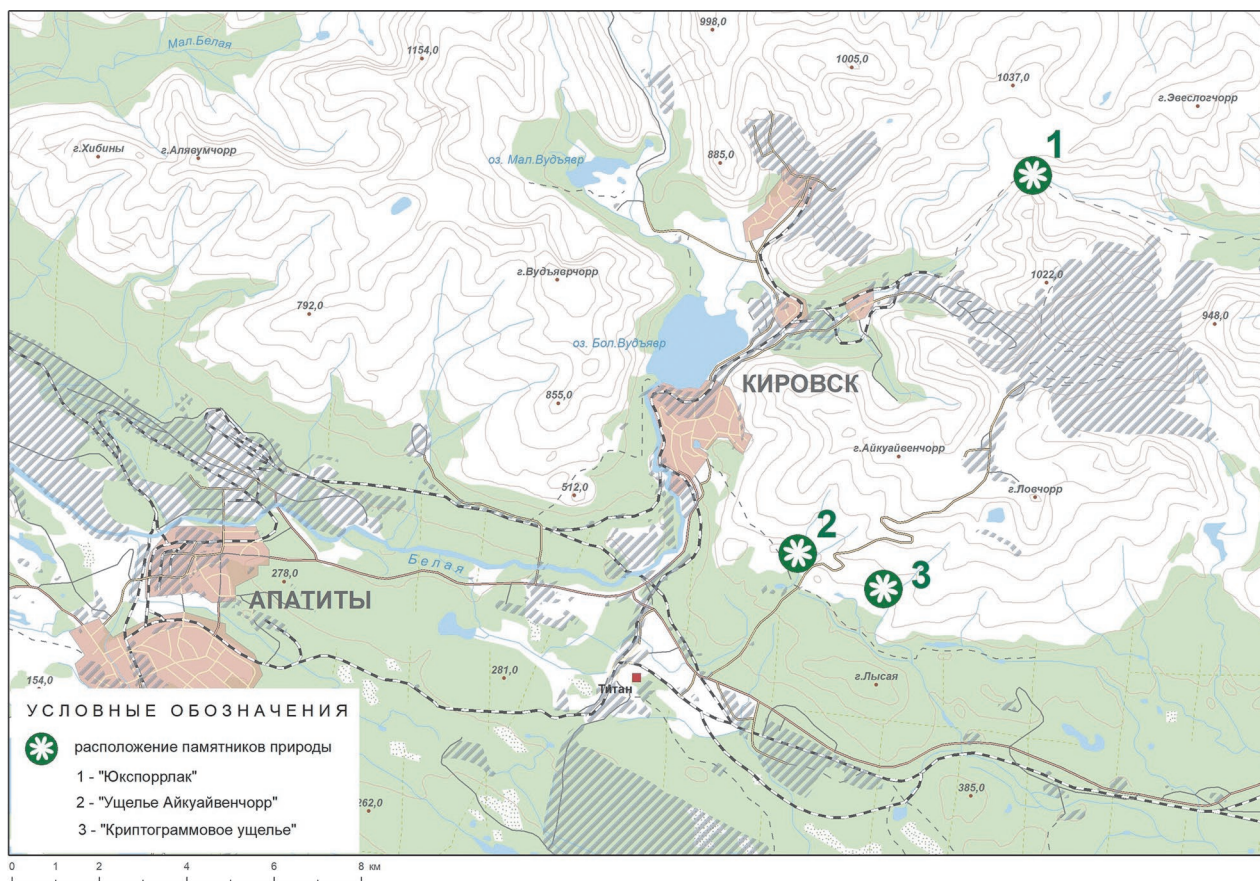 998,0
Мал.Белая
1154,0
1005,0
1037,0
г.Эвеслогчорр
1
г.Хибины
г.Алявумчорр
оз. Мал.Вудъявр
885,0
г.Вудъяврчорр
1022,0
792,0
948,0
оз. Бол.Вудъявр
КИРОВСК
855,0
г.Айкуайвенчорр
512,0
г.Ловчорр
2
Белая
3
278,0
АПАТИТЫ
281,0
г.Лысая
154,0
Титан
УСЛОВНЫЕ ОБОЗНАЧЕНИЯ
расположение памятников природы
1 - "Юкспоррлак"
2 - "Ущелье Айкуайвенчорр"
3 - "Криптограммовое ущелье"
262,0
385,0
0 1 2 4 6 8 км